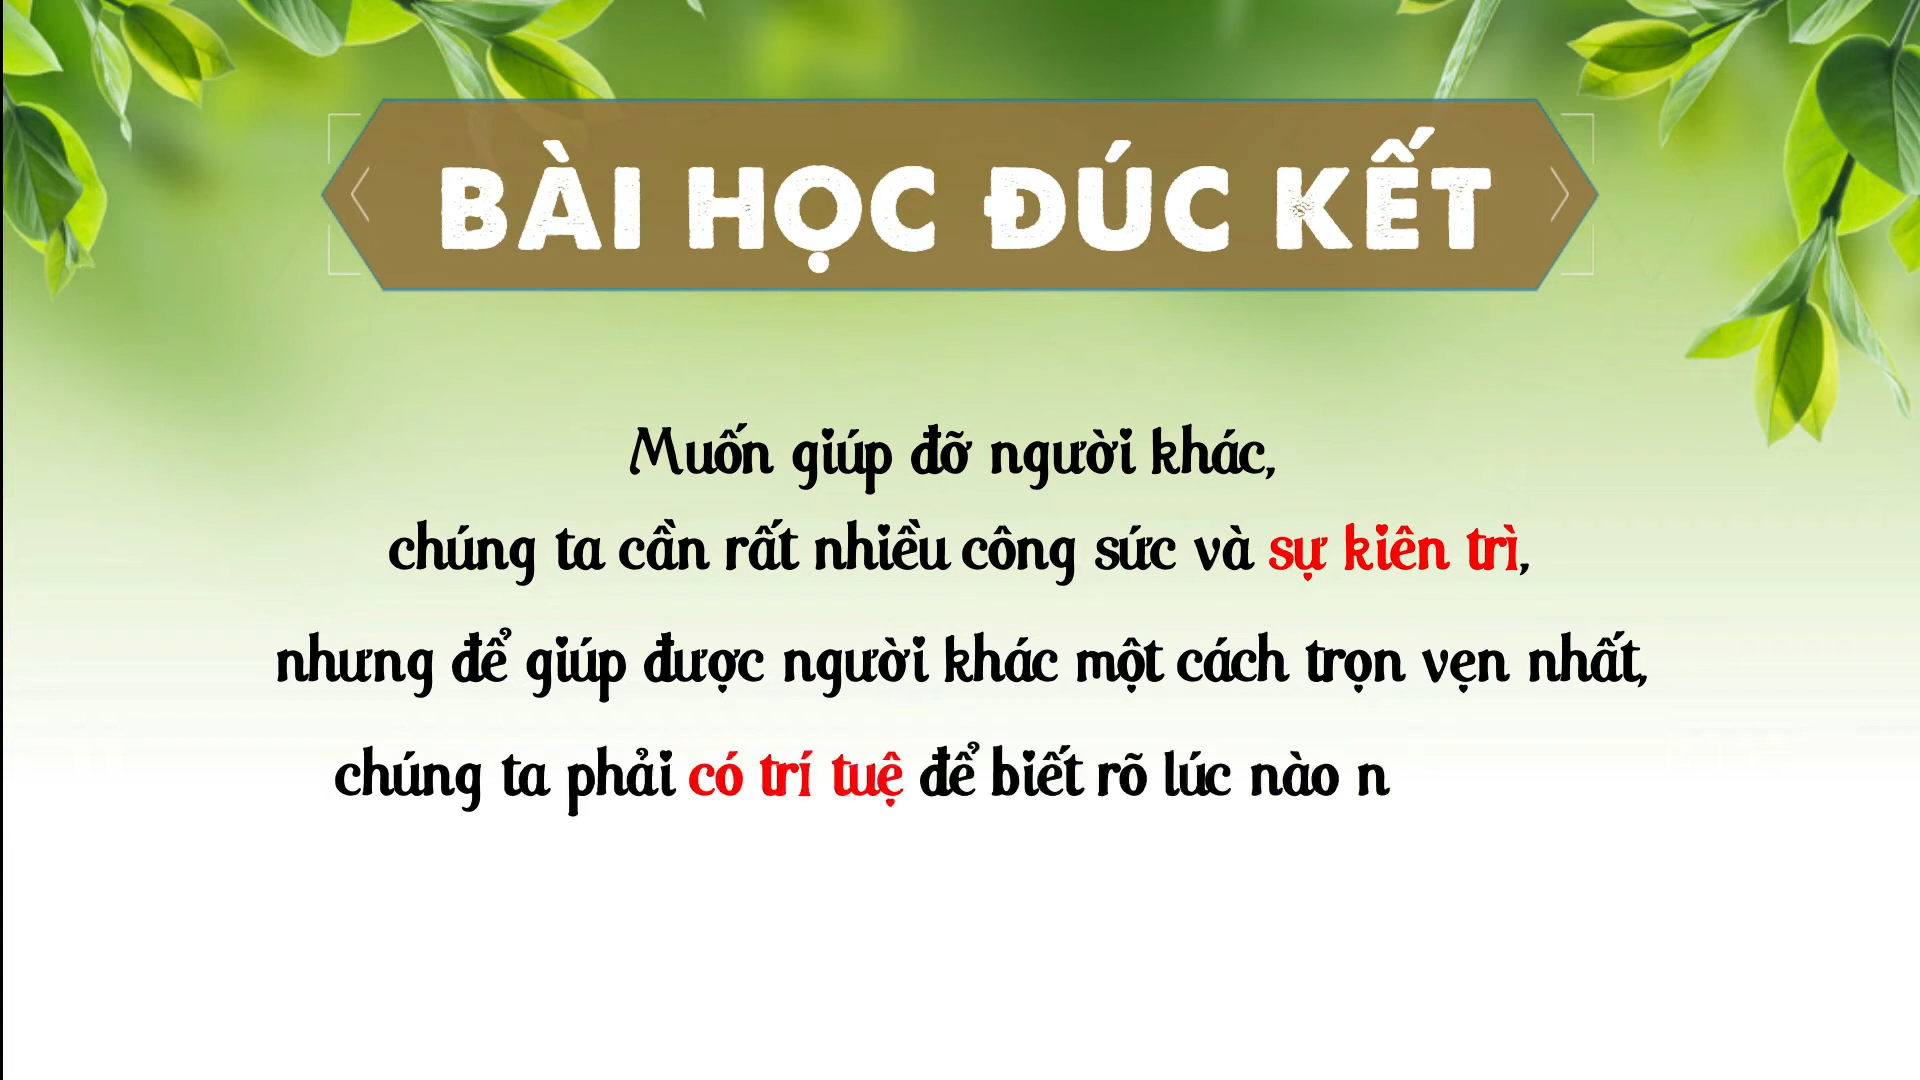 BÀI HỌC ĐÚC KẾT
Muốn giúp đỡ người khác,
chúng ta cần rất nhiều công sức và sự kiên trì,
nhưng để giúp được người khác một cách trọn vẹn nhất,
chúng ta phải có trí tuệ để biết rõ lúc nào n